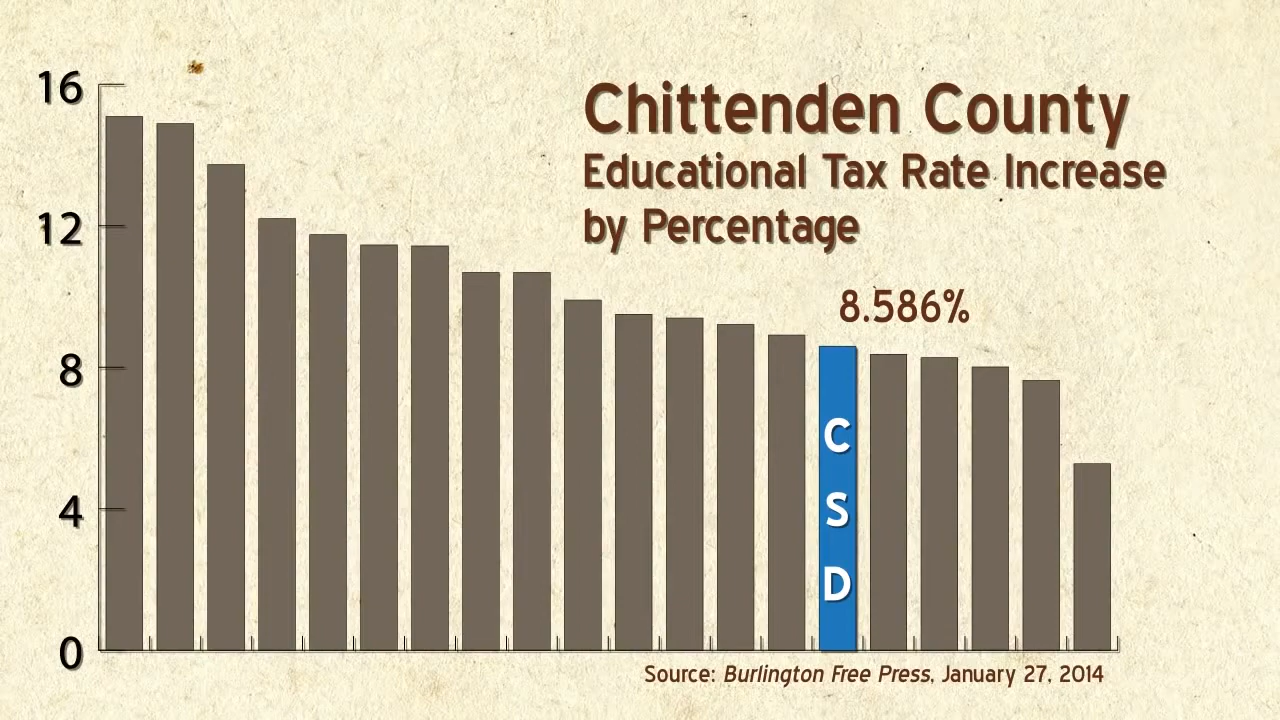 Chittenden County
Educational Tax Rate Increase
by Percentage
16
12
8
4
0
8.586%
C
S
D
Source: Burlington Free Press, January 27, 2014